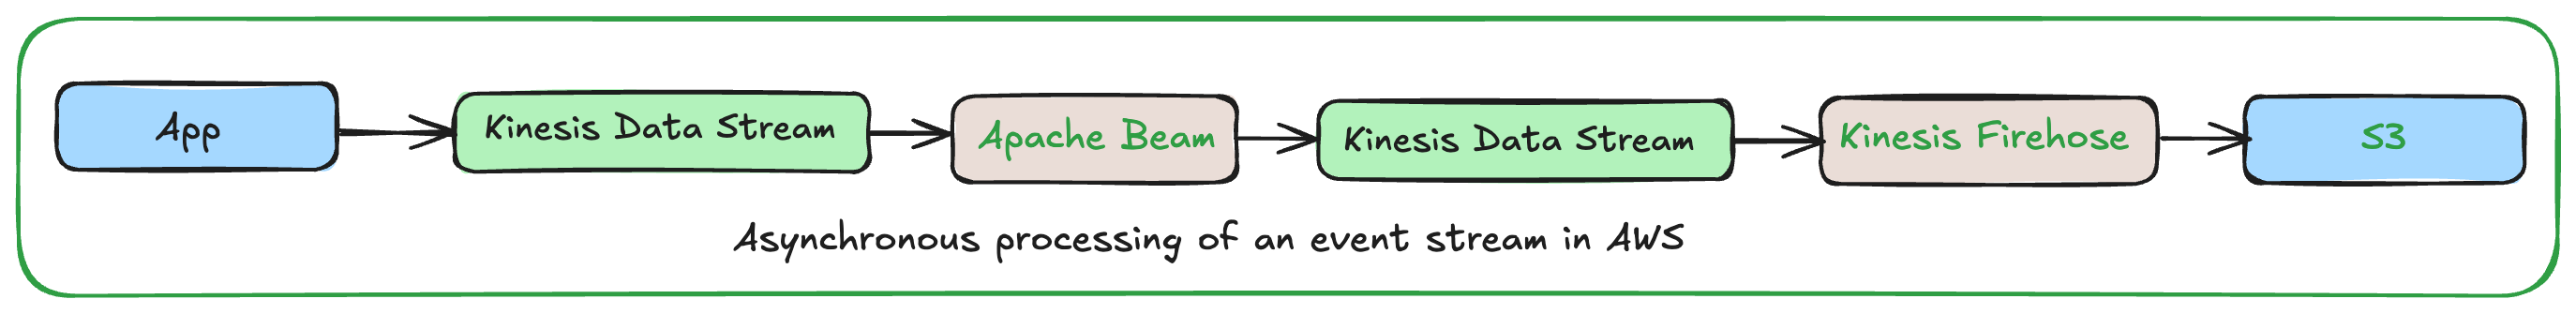 App
Kinesis Data Stream
Apache Beam
Kinesis Data Stream
Kinesis Firehose
S3
Asynchronous processing of an event stream in AWS